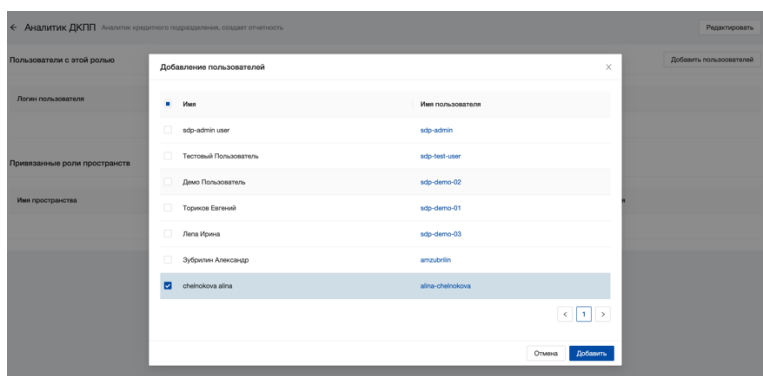 ← Аналитик ДКПП Аналитик кредитного подразделения, создает отчетность
Редактировать
Пользователи с этой ролью
Добавить пользователей
Логин пользователя
Привязанные роли пространств
Имя пространства
Добавление пользователей
Имя Имя пользователя
sdp-admin user sdp-admin
Тестовый Пользователь sdp-test-user
Демо Пользователь sdp-demo-02
Ториков Евгений sdp-demo-01
Лепа Ирина sdp-demo-03
Зубрилин Александр amzubrilin
chelnokova alina alina-chelnokova
< 1 >
Отмена Добавить